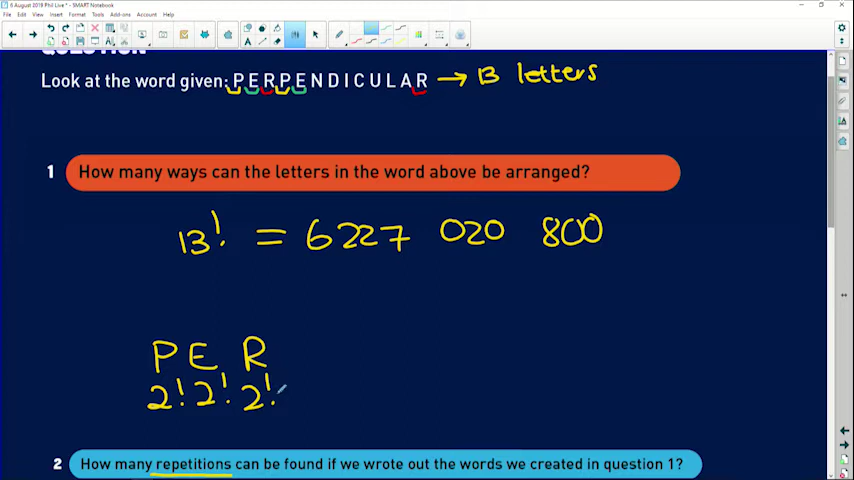 6 August 2019 Phil Live * - SMART Notebook
File Edit View Insert Format Tools Add-ons Account Help
QUESTION
Look at the word given: P E R P E N D I C U L A R → 13 letters
1 How many ways can the letters in the word above be arranged?
13! = 6227 020 800
P E R
2! 2! 2!
2 How many repetitions can be found if we wrote out the words we created in question 1?